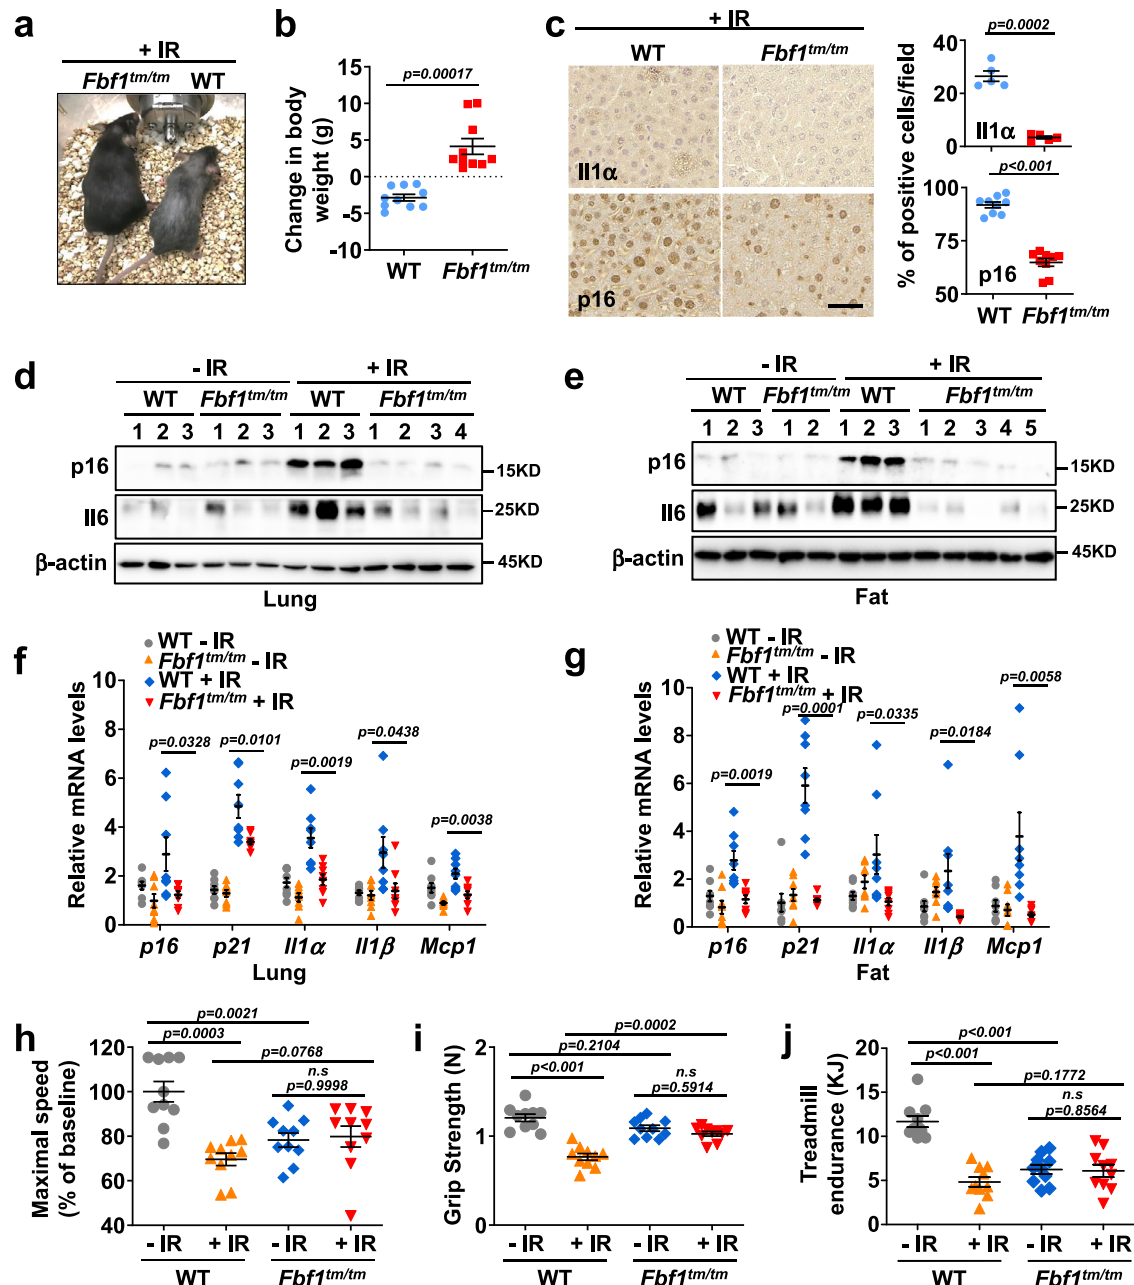 a
+ IR
Fbf1tm/tm WT
b
Change in body
weight (g)
15
10
5
0
-5
-10
p=0.00017
WT Fbf1tm/tm
c
+ IR
WT Fbf1tm/tm
Il1α
p16
% of positive cells/field
40
20
0
p=0.0002
Il1α
100
75
50
p<0.001
p16
WT Fbf1tm/tm
d
- IR + IR
WT Fbf1tm/tm WT Fbf1tm/tm
1 2 3 1 2 3 1 2 3 1 2 3 4
p16 15KD
Il6 25KD
β-actin 45KD
Lung
e
- IR + IR
WT Fbf1tm/tm WT Fbf1tm/tm
1 2 3 1 2 1 2 3 1 2 3 4 5
p16 15KD
Il6 25KD
β-actin 45KD
Fat
f
WT - IR
Fbf1tm/tm - IR
WT + IR
Fbf1tm/tm + IR
Relative mRNA levels
10
8
6
4
2
0
p=0.0328
p=0.0101
p=0.0019
p=0.0438
p=0.0038
p16 p21 Il1α Il1β Mcp1
Lung
g
WT - IR
Fbf1tm/tm - IR
WT + IR
Fbf1tm/tm + IR
Relative mRNA levels
10
8
6
4
2
0
p=0.0019
p=0.0001
p=0.0335
p=0.0184
p=0.0058
p16 p21 Il1α Il1β Mcp1
Fat
h
Maximal speed
(% of baseline)
120
100
80
60
40
p=0.0021
p=0.0003
p=0.0768
n.s
p=0.9998
- IR + IR - IR + IR
WT Fbf1tm/tm
i
Grip Strength (N)
2
1
0
p=0.0002
p=0.2104
p<0.001
n.s
p=0.5914
- IR + IR - IR + IR
WT Fbf1tm/tm
j
Treadmill
endurance (KJ)
20
15
10
5
0
p<0.001
p<0.001
p=0.1772
n.s
p=0.8564
- IR + IR - IR + IR
WT Fbf1tm/tm